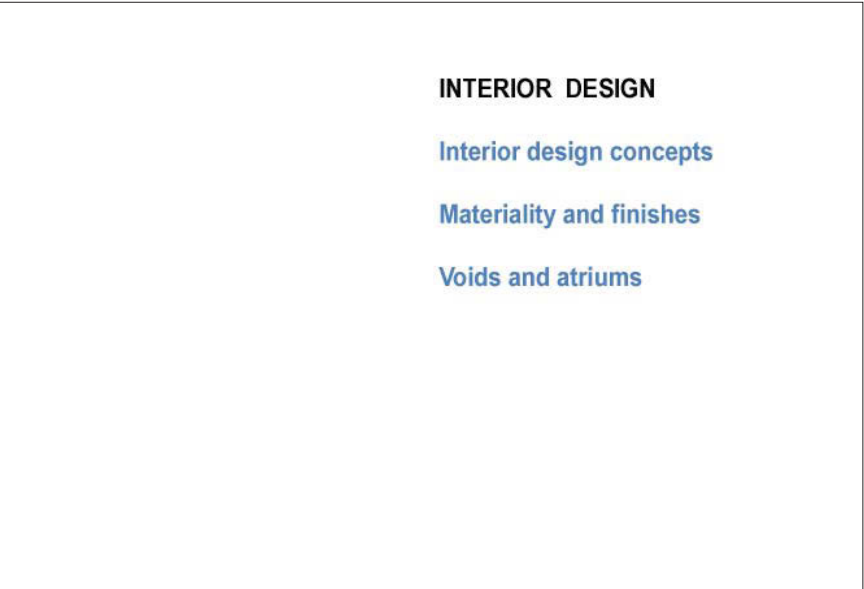 INTERIOR DESIGN
Interior design concepts
Materiality and finishes
Voids and atriums